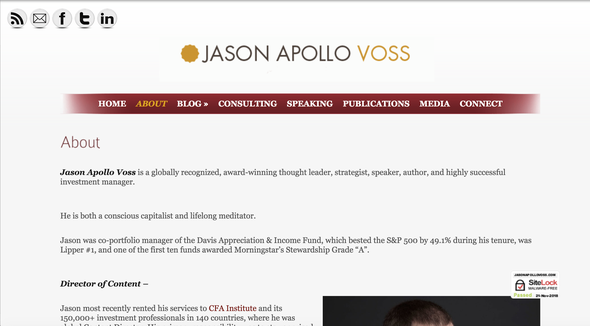 JASON APOLLO VOSS
HOME ABOUT BLOG » CONSULTING SPEAKING PUBLICATIONS MEDIA CONNECT
About
Jason Apollo Voss is a globally recognized, award-winning thought leader, strategist, speaker, author, and highly successful
investment manager.
He is both a conscious capitalist and lifelong meditator.
Jason was co-portfolio manager of the Davis Appreciation & Income Fund, which bested the S&P 500 by 49.1% during his tenure, was
Lipper #1, and one of the first ten funds awarded Morningstar's Stewardship Grade “A”.
Director of Content –
JASONAPOLLOVOSS.COM
SiteLock
MALWARE-FREE
Passed 21-Nov-2018
Jason most recently rented his services to CFA Institute and its
150,000+ investment professionals in 140 countries, where he was